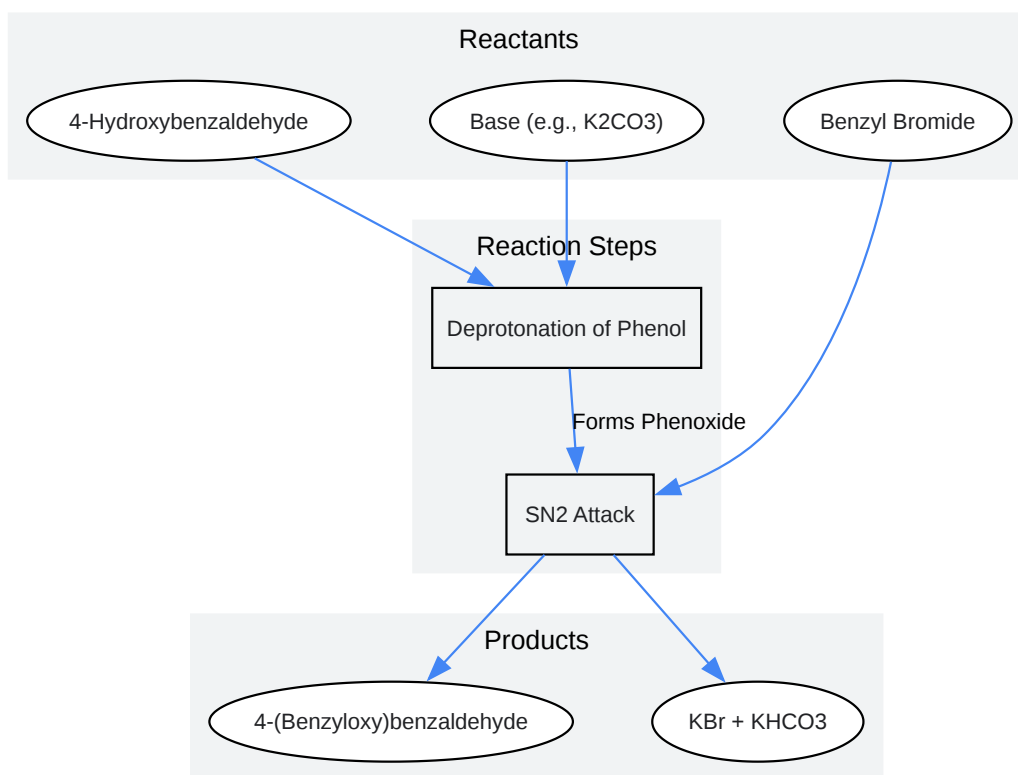 Reactants
4-Hydroxybenzaldehyde
Base (e.g., K2CO3)
Benzyl Bromide
Reaction Steps
Deprotonation of Phenol
Forms Phenoxide
SN2 Attack
Products
4-(Benzyloxy)benzaldehyde
KBr + KHCO3